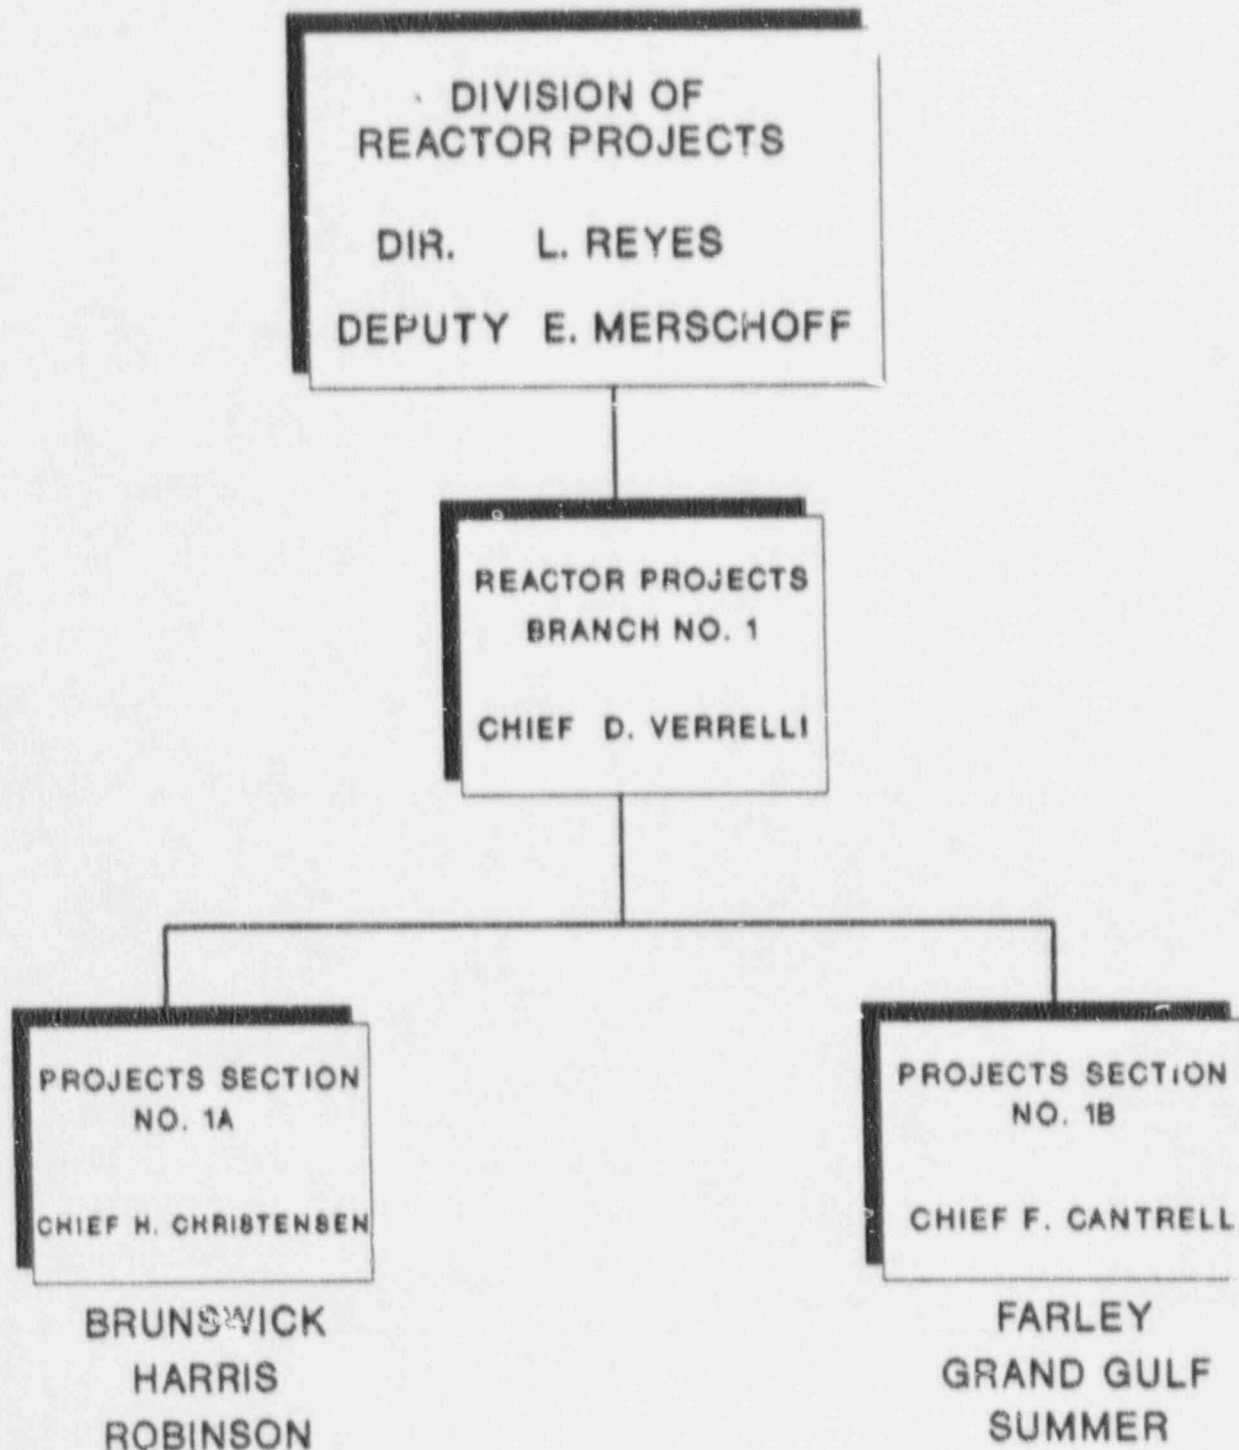 DIVISION OF
REACTOR PROJECTS
DIR. L. REYES
DEPUTY E. MERSCHOFF
REACTOR PROJECTS
BRANCH NO. 1
CHIEF D. VERRELLI
PROJECTS SECTION
NO. 1A
CHIEF H. CHRISTENSEN
BRUNSWICK
HARRIS
ROBINSON
PROJECTS SECTION
NO. 1B
CHIEF F. CANTRELL
FARLEY
GRAND GULF
SUMMER